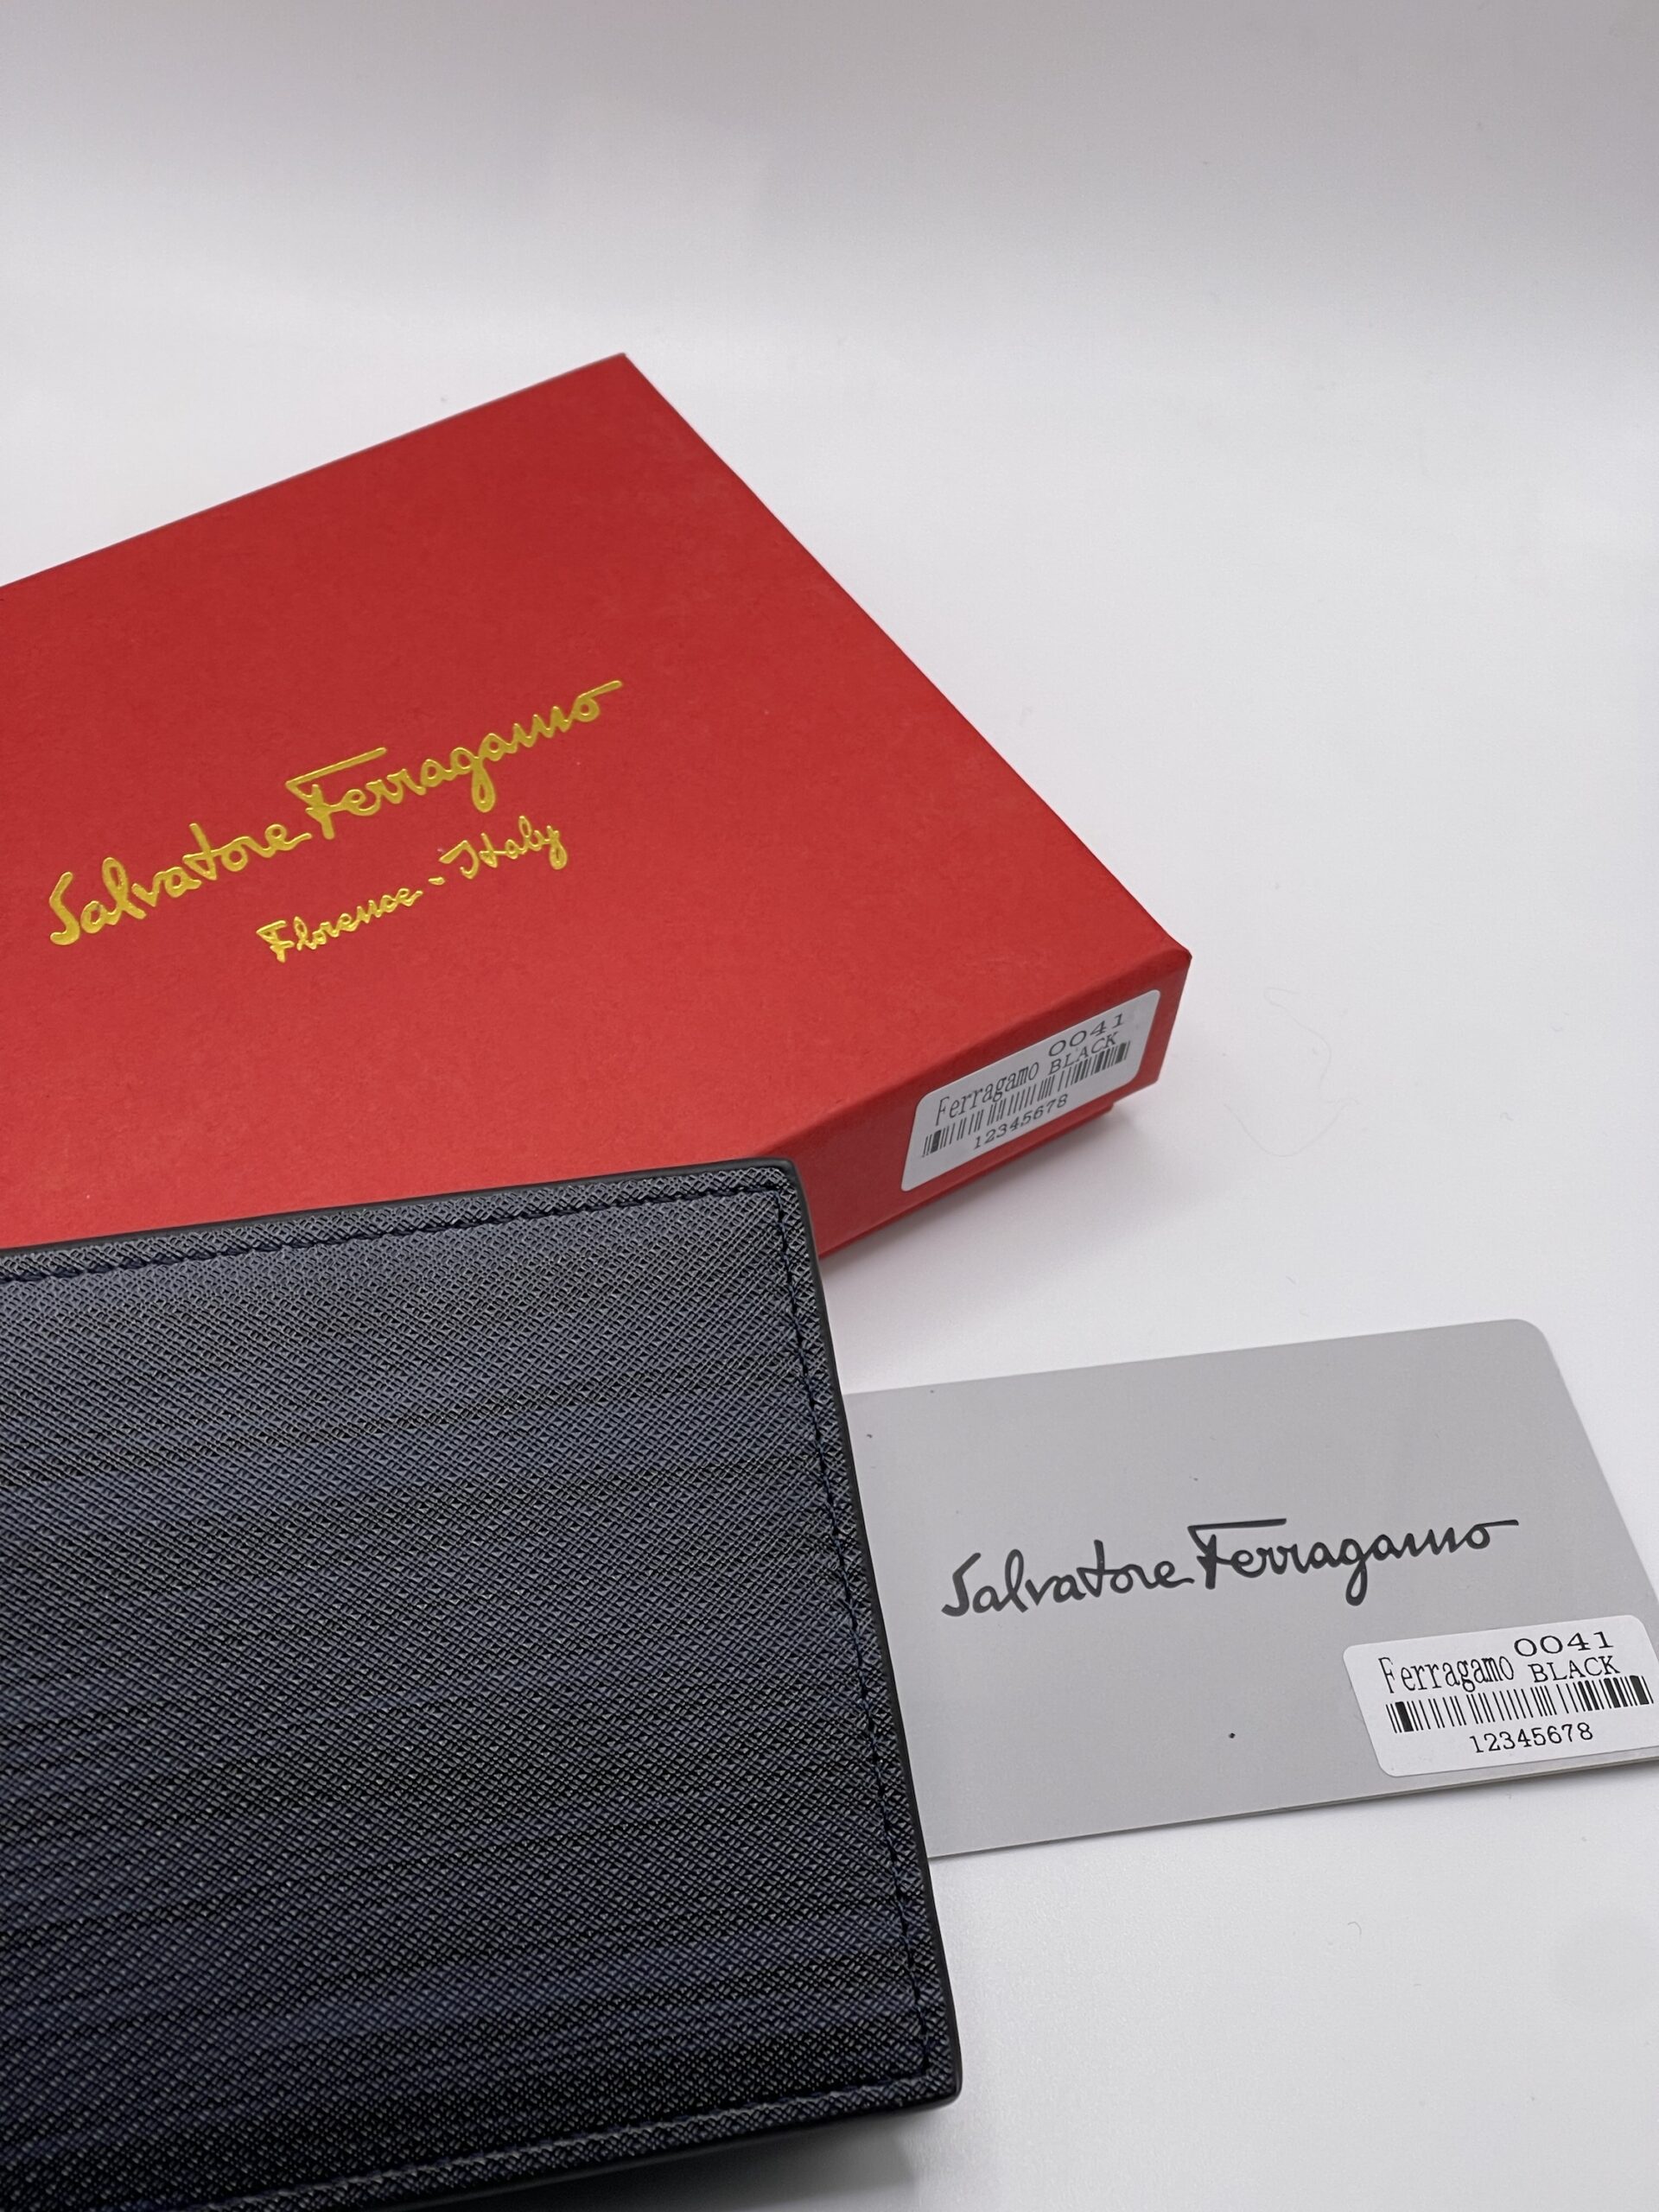 Salvatore Ferragamo
Florence - Italy
0041
Ferragamo BLACK
12345678
Salvatore Ferragamo
0041
Ferragamo BLACK
12345678